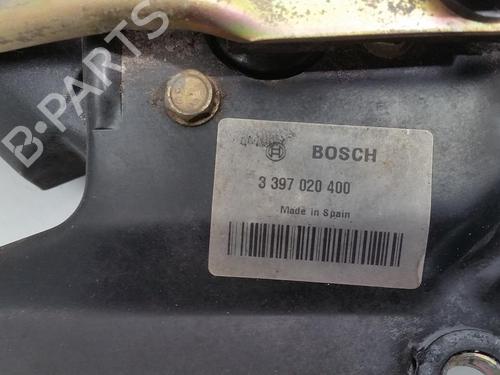 B-PARTS
BOSCH
3 397 020 400
Made in Spain